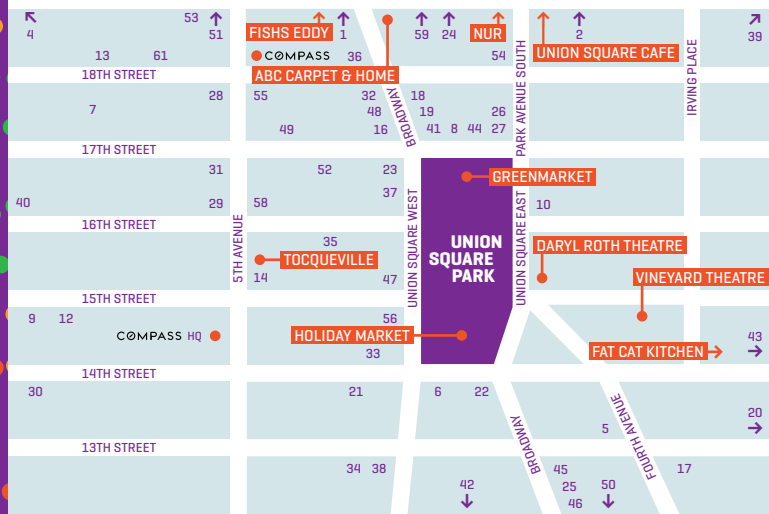 53
4
51
FISHS EDDY
1
59
24
NUR
2
39
UNION SQUARE CAFE
13
61
COMPASS
36
54
18TH STREET
ABC CARPET & HOME
IRVING PLACE
PARK AVENUE SOUTH
BROADWAY
28
55
32
18
7
48
19
26
49
16
41
8
44
27
17TH STREET
31
52
23
GREENMARKET
37
40
29
58
10
16TH STREET
5TH AVENUE
UNION SQUARE WEST
UNION SQUARE EAST
35
UNION
SQUARE
PARK
DARYL ROTH THEATRE
TOCQUEVILLE
14
47
VINEYARD THEATRE
15TH STREET
9
12
56
COMPASS HQ
HOLIDAY MARKET
43
33
FAT CAT KITCHEN
14TH STREET
30
21
6
22
20
5
BROADWAY
FOURTH AVENUE
13TH STREET
34
38
45
17
42
25
50
46